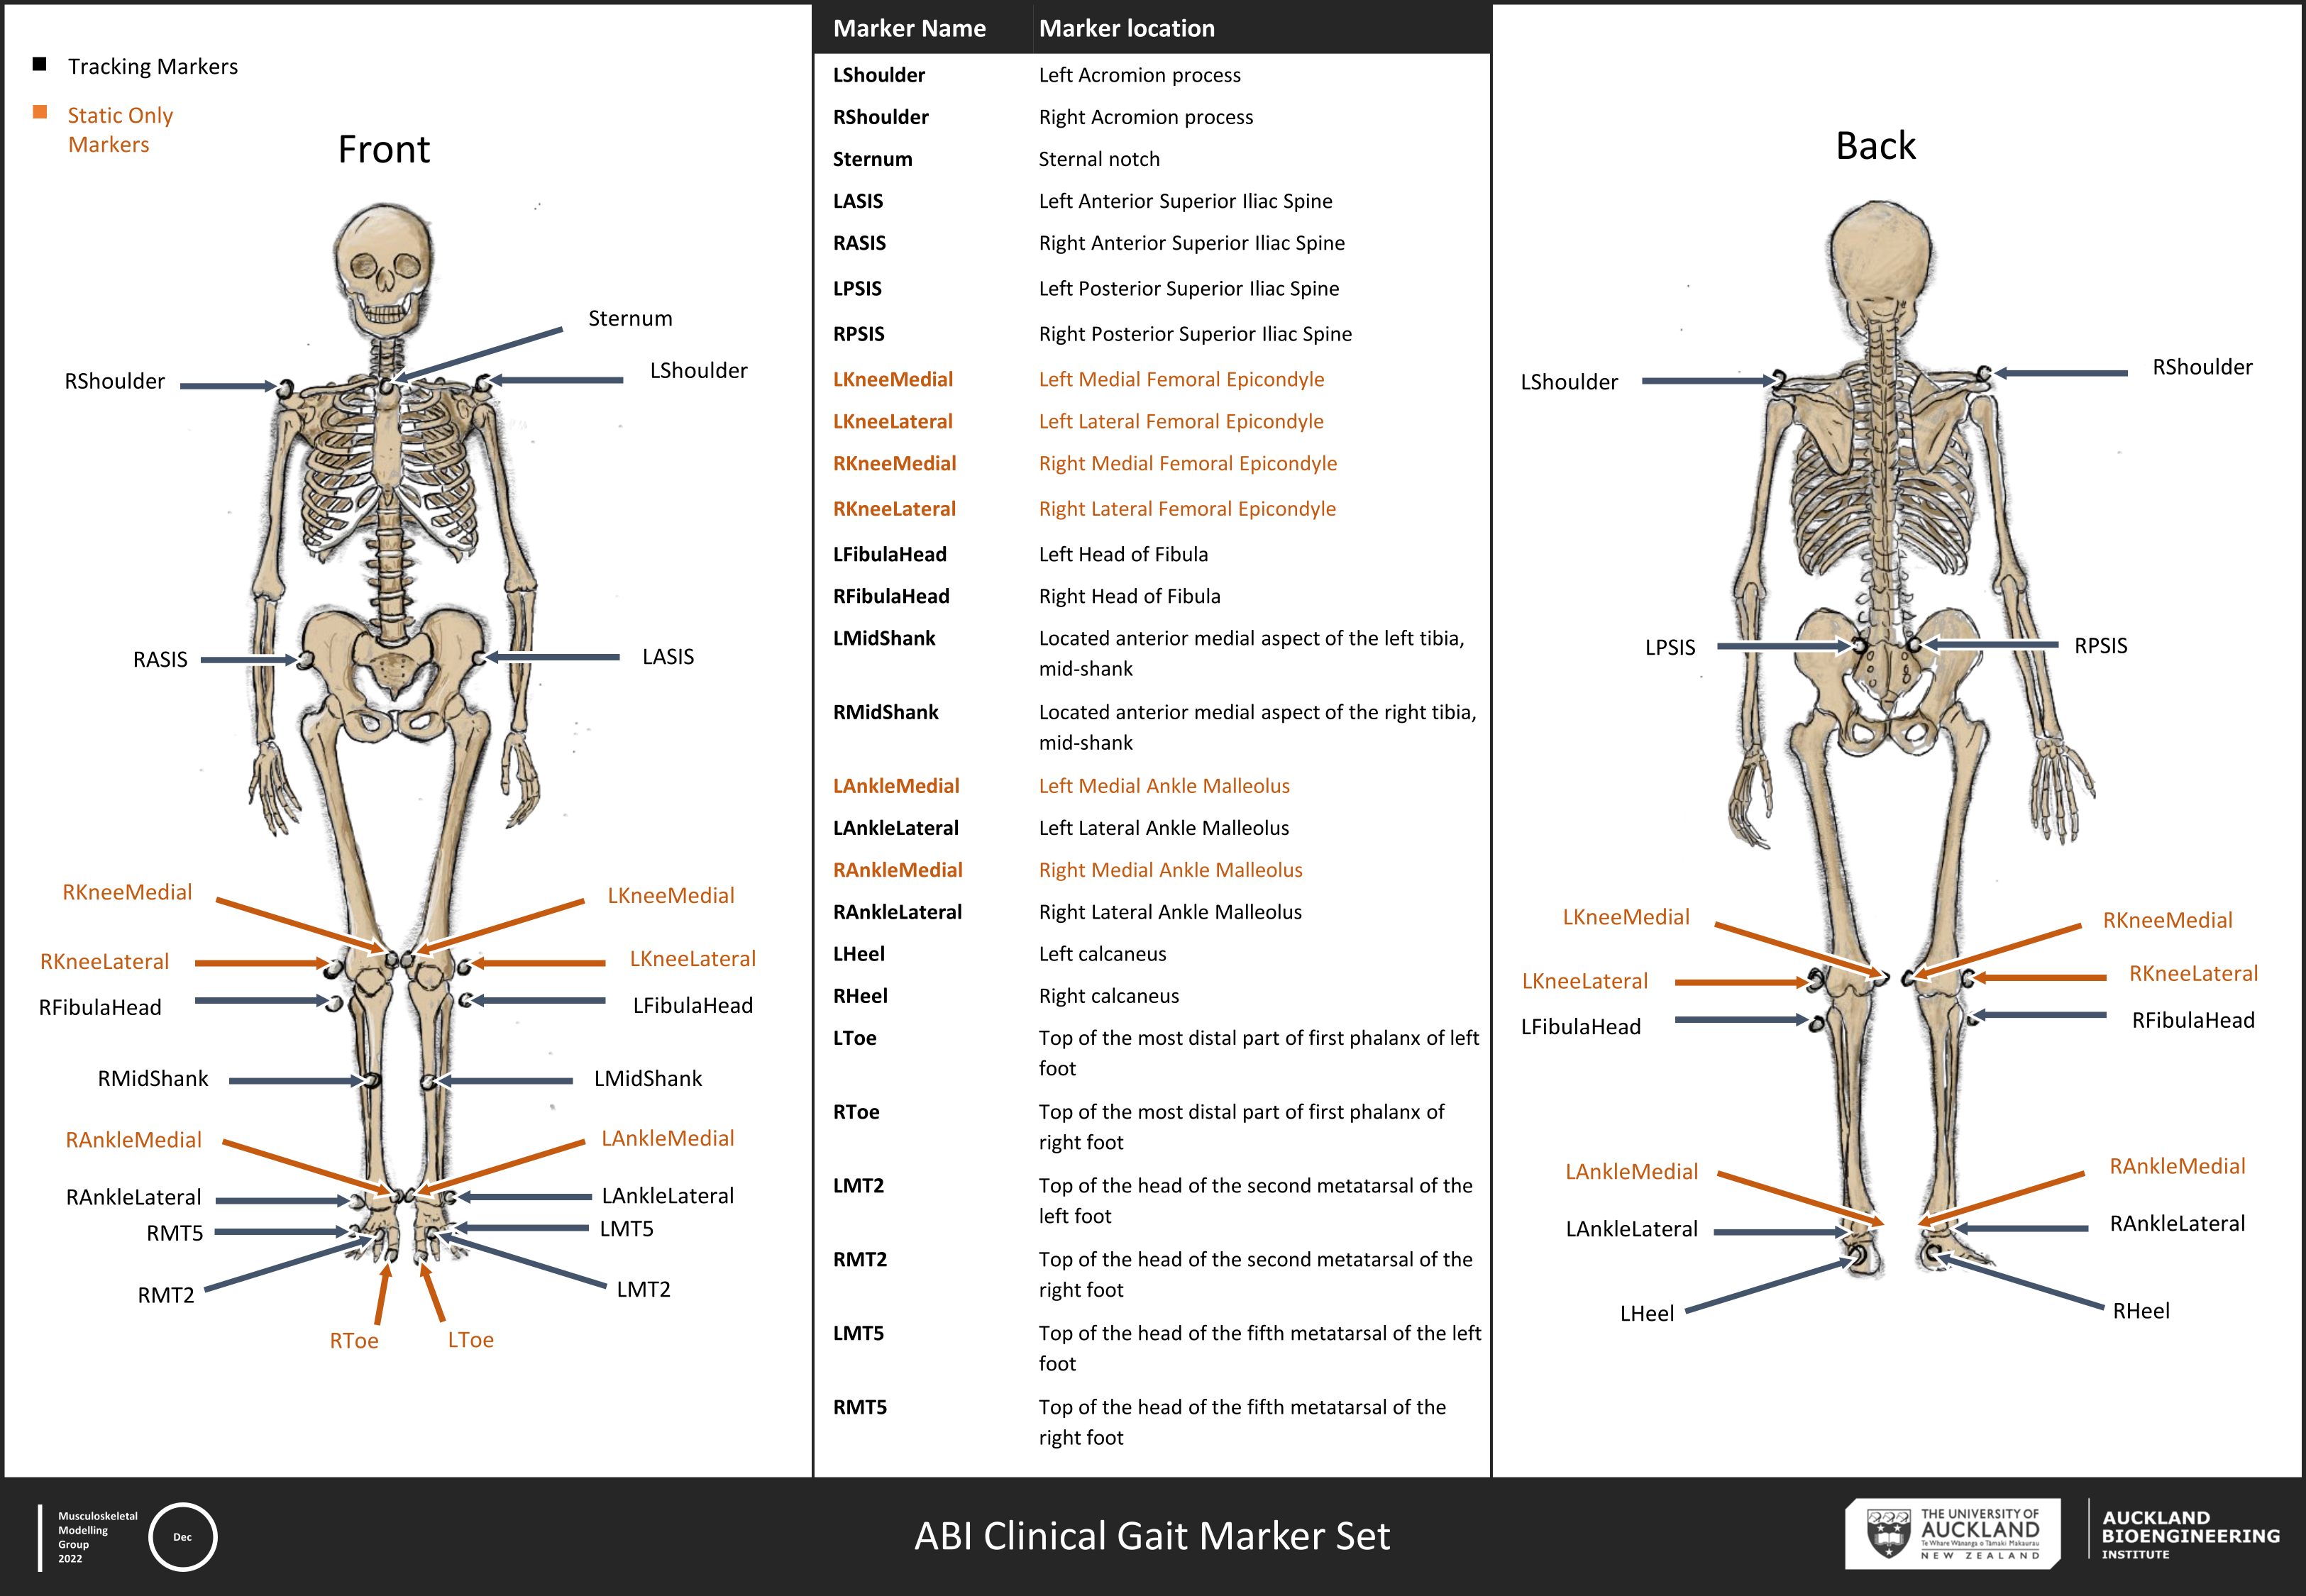 Tracking Markers
Static Only
Markers
Front
Sternum
RShoulder
LShoulder
RASIS
LASIS
RKneeMedial
LKneeMedial
RKneeLateral
LKneeLateral
RFibulaHead
LFibulaHead
RMidShank
LMidShank
RAnkleMedial
LAnkleMedial
RAnkleLateral
LAnkleLateral
RMT5
LMT5
RMT2
LMT2
RToe
LToe
Marker Name Marker location
LShoulder Left Acromion process
RShoulder Right Acromion process
Sternum Sternal notch
LASIS Left Anterior Superior Iliac Spine
RASIS Right Anterior Superior Iliac Spine
LPSIS Left Posterior Superior Iliac Spine
RPSIS Right Posterior Superior Iliac Spine
LKneeMedial Left Medial Femoral Epicondyle
LKneeLateral Left Lateral Femoral Epicondyle
RKneeMedial Right Medial Femoral Epicondyle
RKneeLateral Right Lateral Femoral Epicondyle
LFibulaHead Left Head of Fibula
RFibulaHead Right Head of Fibula
LMidShank Located anterior medial aspect of the left tibia,
mid-shank
RMidShank Located anterior medial aspect of the right tibia,
mid-shank
LAnkleMedial Left Medial Ankle Malleolus
LAnkleLateral Left Lateral Ankle Malleolus
RAnkleMedial Right Medial Ankle Malleolus
RAnkleLateral Right Lateral Ankle Malleolus
LHeel Left calcaneus
RHeel Right calcaneus
LToe Top of the most distal part of first phalanx of left
foot
RToe Top of the most distal part of first phalanx of
right foot
LMT2 Top of the head of the second metatarsal of the
left foot
RMT2 Top of the head of the second metatarsal of the
right foot
LMT5 Top of the head of the fifth metatarsal of the left
foot
RMT5 Top of the head of the fifth metatarsal of the
right foot
Back
LShoulder
RShoulder
LPSIS
RPSIS
LKneeMedial
RKneeMedial
LKneeLateral
RKneeLateral
LFibulaHead
RFibulaHead
LAnkleMedial
RAnkleMedial
LAnkleLateral
RAnkleLateral
LHeel
RHeel
Musculoskeletal
Modelling
Group
2022
Dec
ABI Clinical Gait Marker Set
THE UNIVERSITY OF
AUCKLAND
Te Whare Wānanga o Tāmaki Makaurau
NEW ZEALAND
AUCKLAND
BIOENGINEERING
INSTITUTE